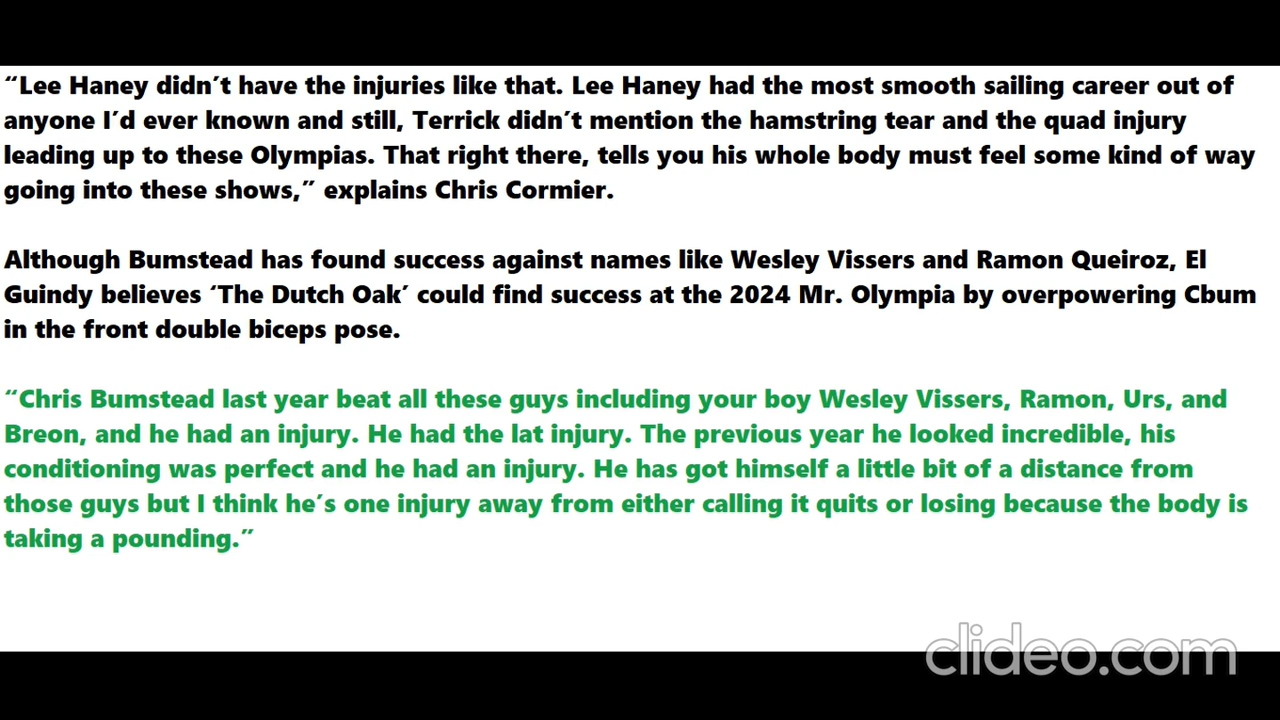 “Lee Haney didn’t have the injuries like that. Lee Haney had the most smooth sailing career out of
anyone I’d ever known and still, Terrick didn’t mention the hamstring tear and the quad injury
leading up to these Olympias. That right there, tells you his whole body must feel some kind of way
going into these shows,” explains Chris Cormier.
Although Bumstead has found success against names like Wesley Vissers and Ramon Queiroz, El
Guindy believes ‘The Dutch Oak’ could find success at the 2024 Mr. Olympia by overpowering Cbum
in the front double biceps pose.
“Chris Bumstead last year beat all these guys including your boy Wesley Vissers, Ramon, Urs, and
Breon, and he had an injury. He had the lat injury. The previous year he looked incredible, his
conditioning was perfect and he had an injury. He has got himself a little bit of a distance from
those guys but I think he’s one injury away from either calling it quits or losing because the body is
taking a pounding.”
clideo.com